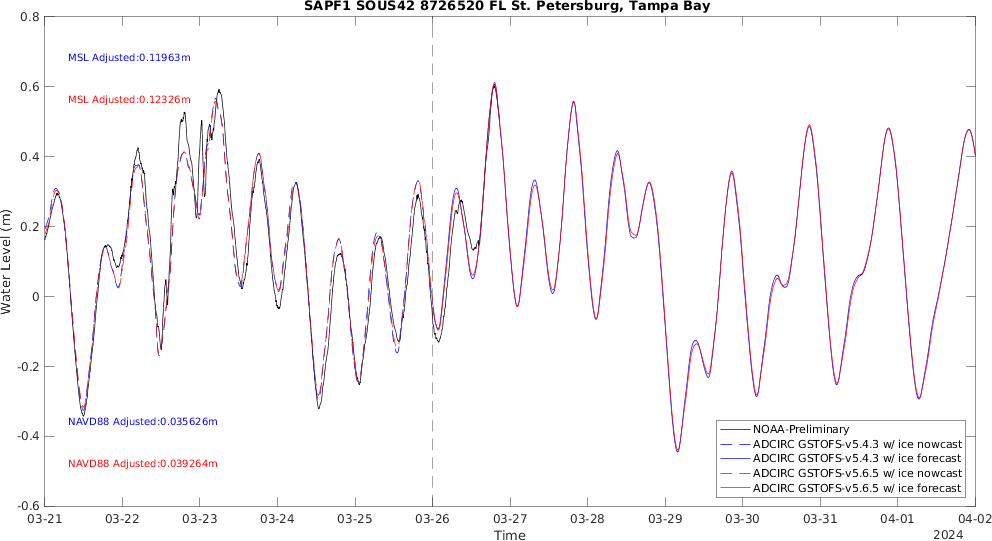 SAPF1 SOUS42 8726520 FL St. Petersburg, Tampa Bay
0.8
0.6
0.4
0.2
0
-0.2
-0.4
-0.6
Water Level (m)
MSL Adjusted:0.11963m
MSL Adjusted:0.12326m
NAVD88 Adjusted:0.035626m
NAVD88 Adjusted:0.039264m
NOAA-Preliminary
ADCIRC GSTOFS-v5.4.3 w/ ice nowcast
ADCIRC GSTOFS-v5.4.3 w/ ice forecast
ADCIRC GSTOFS-v5.6.5 w/ ice nowcast
ADCIRC GSTOFS-v5.6.5 w/ ice forecast
03-21 03-22 03-23 03-24 03-25 03-26 03-27 03-28 03-29 03-30 03-31 04-01 04-02
Time
2024